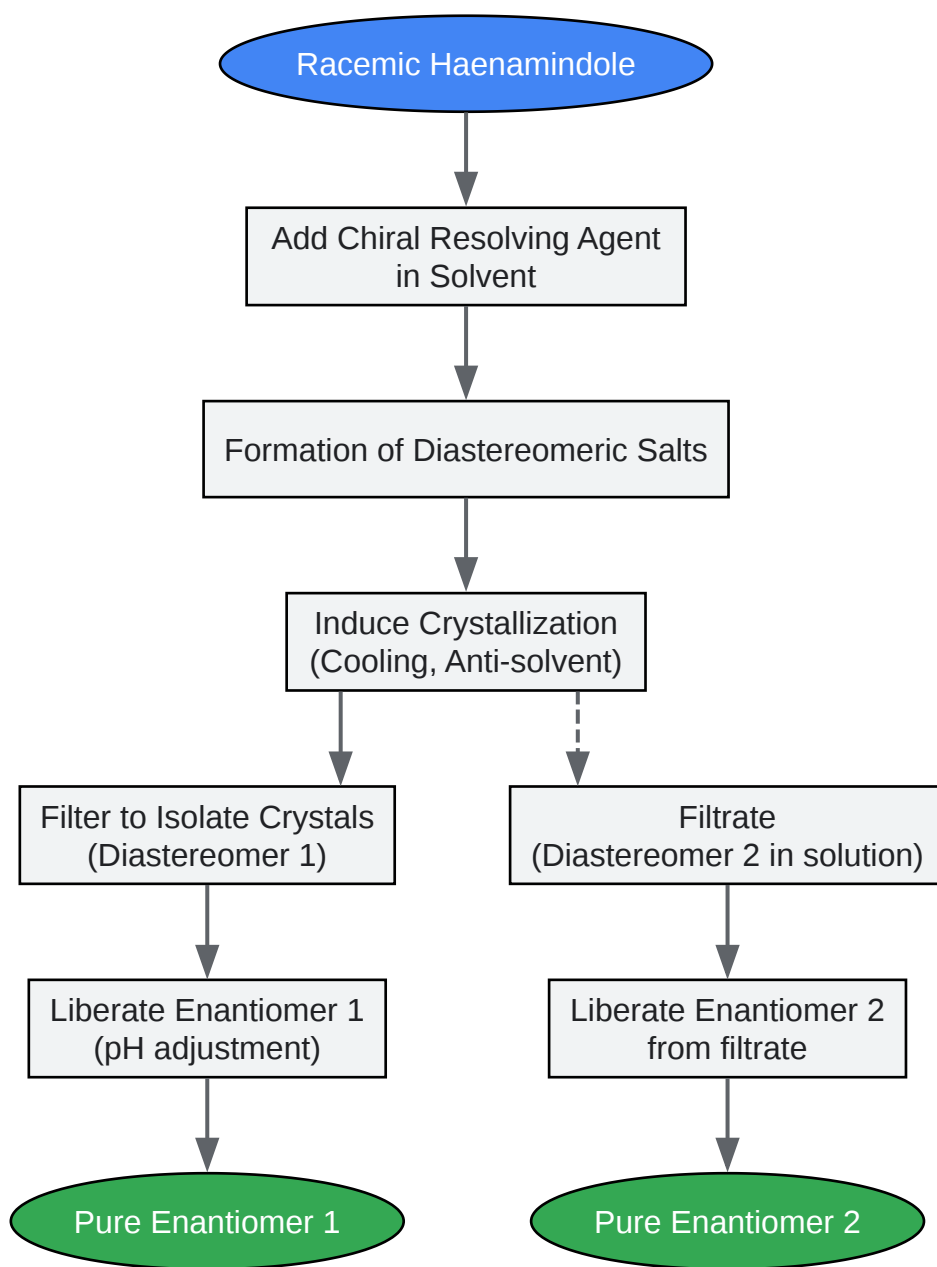 Racemic Haenamindole
Add Chiral Resolving Agent
in Solvent
Formation of Diastereomeric Salts
Induce Crystallization
(Cooling, Anti-solvent)
Filter to Isolate Crystals
(Diastereomer 1)
Filtrate
(Diastereomer 2 in solution)
Liberate Enantiomer 1
(pH adjustment)
Liberate Enantiomer 2
from filtrate
Pure Enantiomer 1
Pure Enantiomer 2